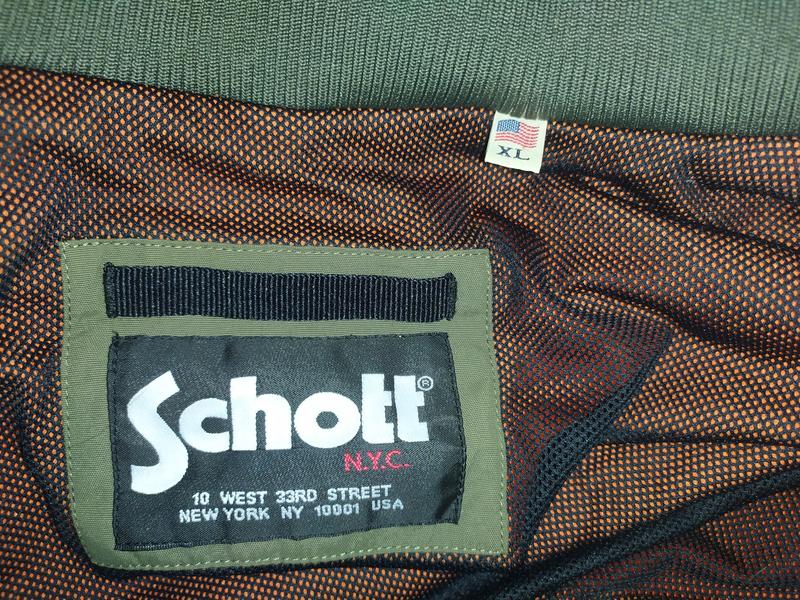 XL
Schott®
N.Y.C.
10 WEST 33RD STREET
NEW YORK NY 10001 USA